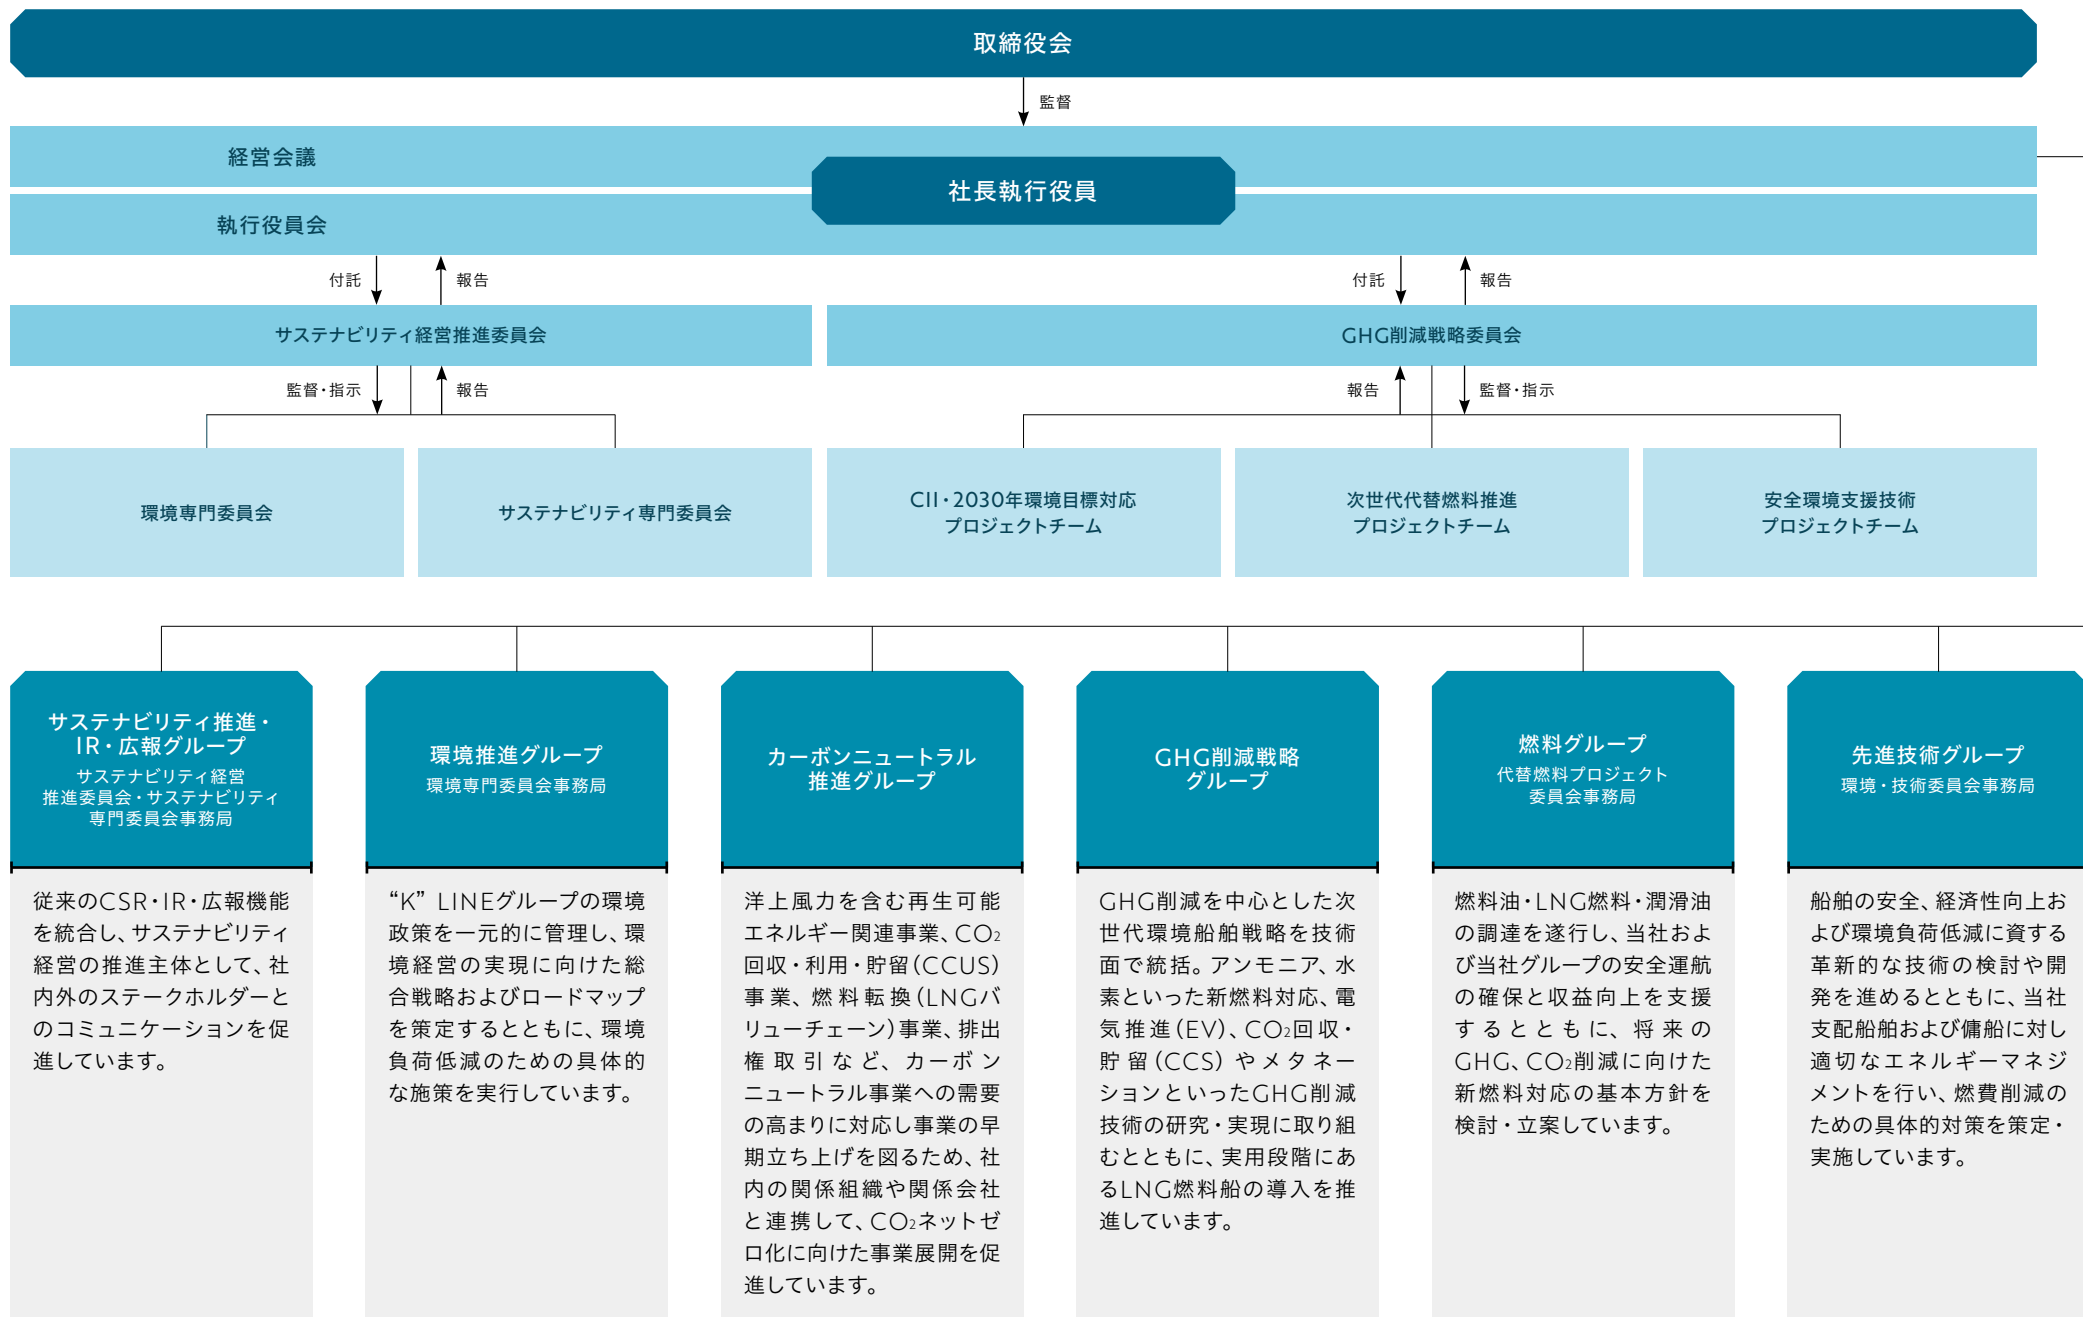 取締役会
監督
経営会議
社長執行役員
執行役員会
付託
報告
付託
報告
サステナビリティ経営推進委員会
GHG削減戦略委員会
監督・指示
報告
報告
監督・指示
環境専門委員会
サステナビリティ専門委員会
CII・2030年環境目標対応
プロジェクトチーム
次世代代替燃料推進
プロジェクトチーム
安全環境支援技術
プロジェクトチーム
サステナビリティ推進・
IR・広報グループ
サステナビリティ経営
推進委員会・サステナビリティ
専門委員会事務局
従来のCSR・IR・広報機能
を統合し、サステナビリティ
経営の推進主体として、社
内外のステークホルダーと
のコミュニケーションを促
進しています。
環境推進グループ
環境専門委員会事務局
“K” LINEグループの環境
政策を一元的に管理し、環
境経営の実現に向けた総
合戦略およびロードマップ
を策定するとともに、環境
負荷低減のための具体的
な施策を実行しています。
カーボンニュートラル
推進グループ
洋上風力を含む再生可能
エネルギー関連事業、CO₂
回収・利用・貯留（CCUS）
事業、燃料転換（LNGバ
リューチェーン）事業、排出
権取引など、カーボン
ニュートラル事業への需要
の高まりに対応し事業の早
期立ち上げを図るため、社
内の関係組織や関係会社
と連携して、CO₂ネットゼ
ロ化に向けた事業展開を促
進しています。
GHG削減戦略
グループ
GHG削減を中心とした次
世代環境船舶戦略を技術
面で統括。アンモニア、水
素といった新燃料対応、電
気推進（EV）、CO₂回収・
貯留（CCS）やメタネー
ションといったGHG削減
技術の研究・実現に取り組
むとともに、実用段階にあ
るLNG燃料船の導入を推
進しています。
燃料グループ
代替燃料プロジェクト
委員会事務局
燃料油・LNG燃料・潤滑油
の調達を遂行し、当社およ
び当社グループの安全運航
の確保と収益向上を支援
するとともに、将来の
GHG、CO₂削減に向けた
新燃料対応の基本方針を
検討・立案しています。
先進技術グループ
環境・技術委員会事務局
船舶の安全、経済性向上お
よび環境負荷低減に資する
革新的な技術の検討や開
発を進めるとともに、当社
支配船舶および傭船に対し
適切なエネルギーマネジ
メントを行い、燃費削減の
ための具体的対策を策定・
実施しています。